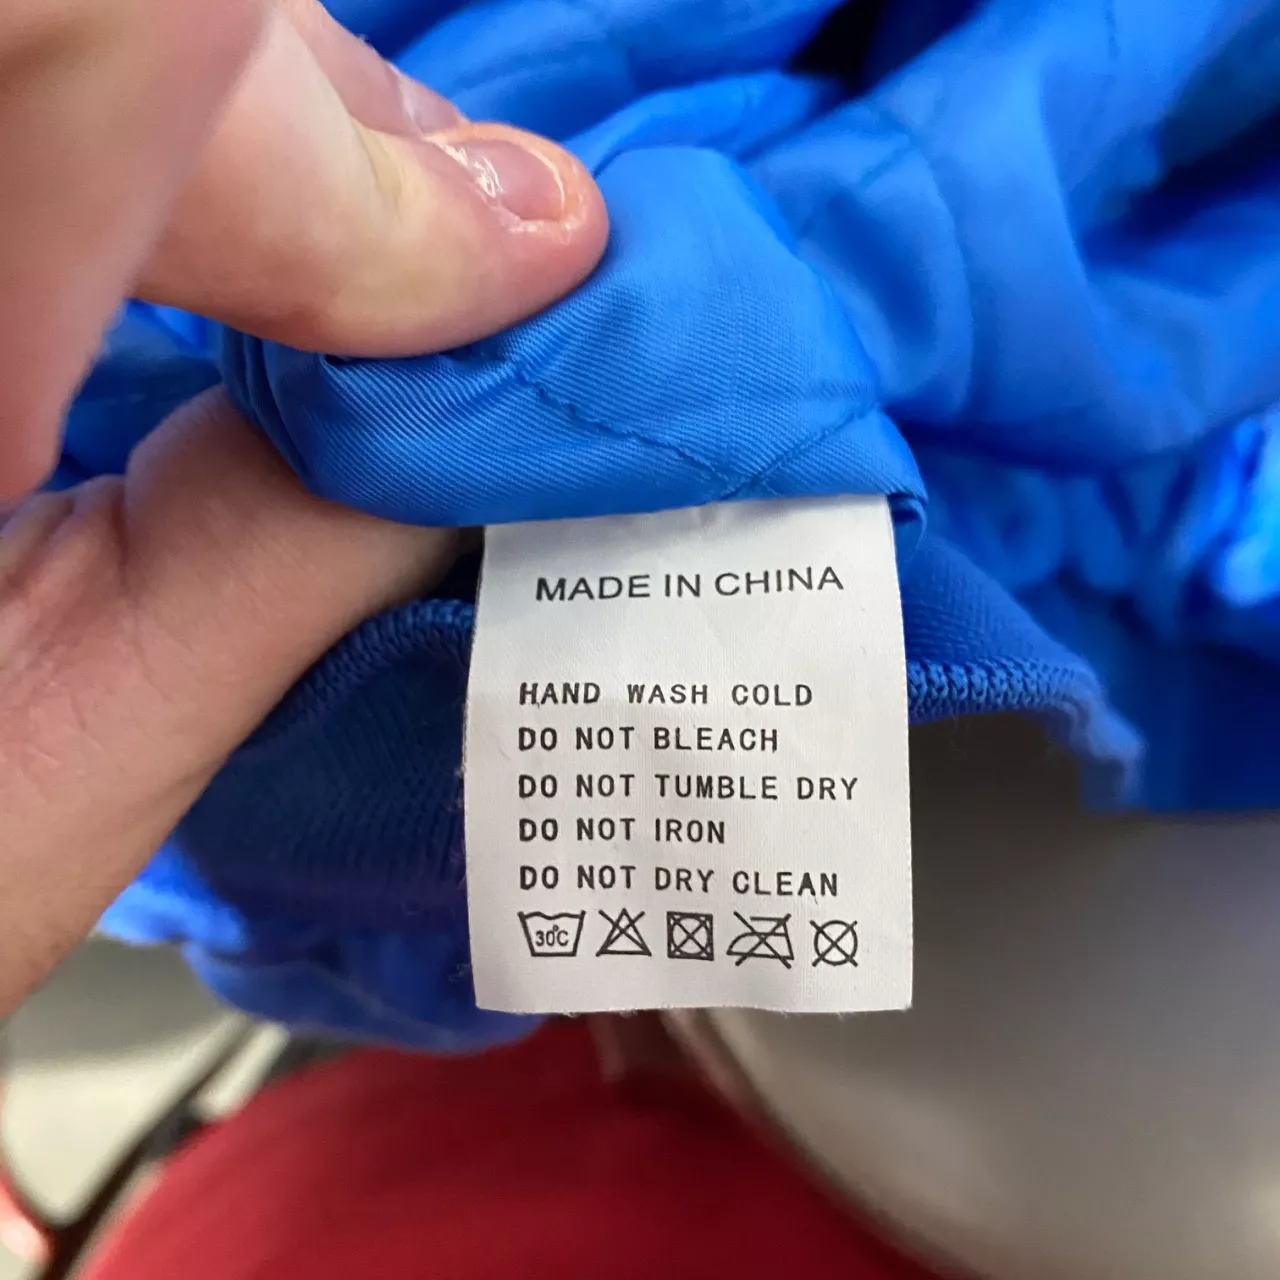 MADE IN CHINA
HAND WASH COLD
DO NOT BLEACH
DO NOT TUMBLE DRY
DO NOT IRON
DO NOT DRY CLEAN
30°C